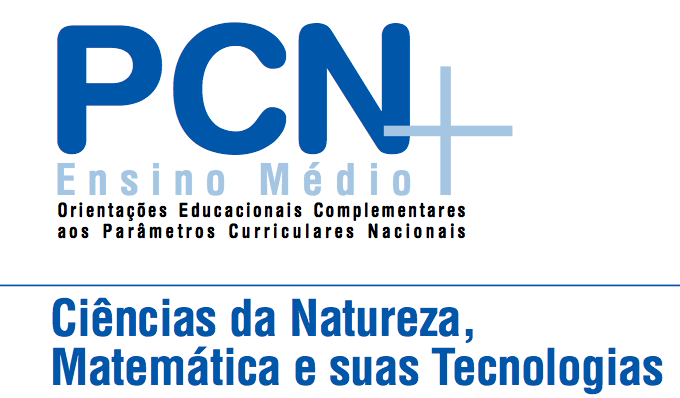 PCN+
Ensino Médio
Orientações Educacionais Complementares
aos Parâmetros Curriculares Nacionais
Ciências da Natureza,
Matemática e suas Tecnologias